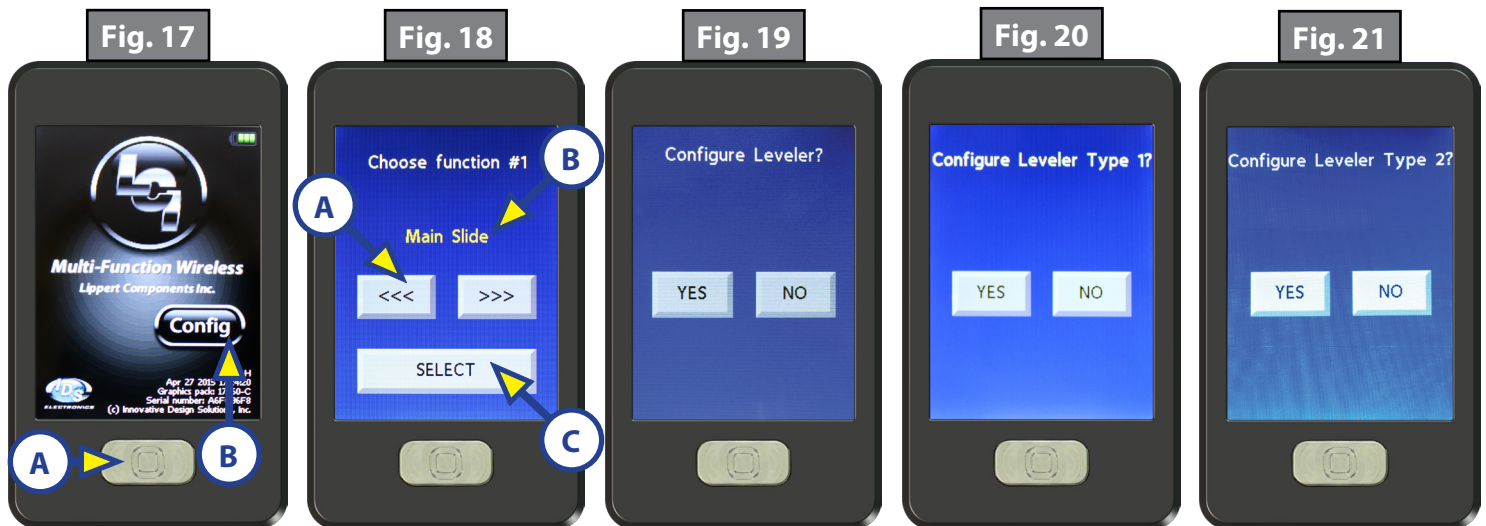 Fig. 17
Multi-Function Wireless
Lippert Components Inc.
Config
H
Apr 27 2015
Graphics pack:
Serial number:
(c) Innovative Design Solutions, Inc.
IDS
ELECTRONICS
A
B
Fig. 18
Choose function #1
B
A
Main Slide
<<< >>>
SELECT
C
Fig. 19
Configure Leveler?
YES NO
Fig. 20
Configure Leveler Type 1?
YES NO
Fig. 21
Configure Leveler Type 2?
YES NO